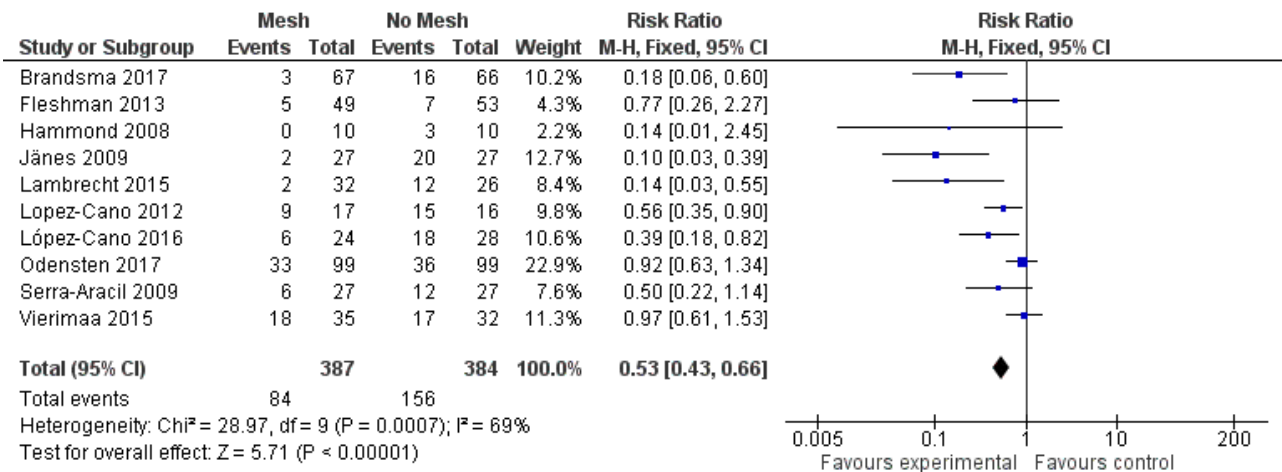 Mesh No Mesh Risk Ratio Risk Ratio
Study or Subgroup Events Total Events Total Weight M-H, Fixed, 95% CI M-H, Fixed, 95% CI
Brandsma 2017 3 67 16 66 10.2% 0.18 [0.06, 0.60]
Fleshman 2013 5 49 7 53 4.3% 0.77 [0.26, 2.27]
Hammond 2008 0 10 3 10 2.2% 0.14 [0.01, 2.45]
Jänes 2009 2 27 20 27 12.7% 0.10 [0.03, 0.39]
Lambrecht 2015 2 32 12 26 8.4% 0.14 [0.03, 0.55]
Lopez-Cano 2012 9 17 15 16 9.8% 0.56 [0.35, 0.90]
López-Cano 2016 6 24 18 28 10.6% 0.39 [0.18, 0.82]
Odensten 2017 33 99 36 99 22.9% 0.92 [0.63, 1.34]
Serra-Aracil 2009 6 27 12 27 7.6% 0.50 [0.22, 1.14]
Vierimaa 2015 18 35 17 32 11.3% 0.97 [0.61, 1.53]
Total (95% CI) 387 384 100.0% 0.53 [0.43, 0.66]
Total events 84 156
Heterogeneity: Chi² = 28.97, df = 9 (P = 0.0007); I² = 69%
Test for overall effect: Z = 5.71 (P < 0.00001)
0.005 0.1 1 10 200
Favours experimental Favours control